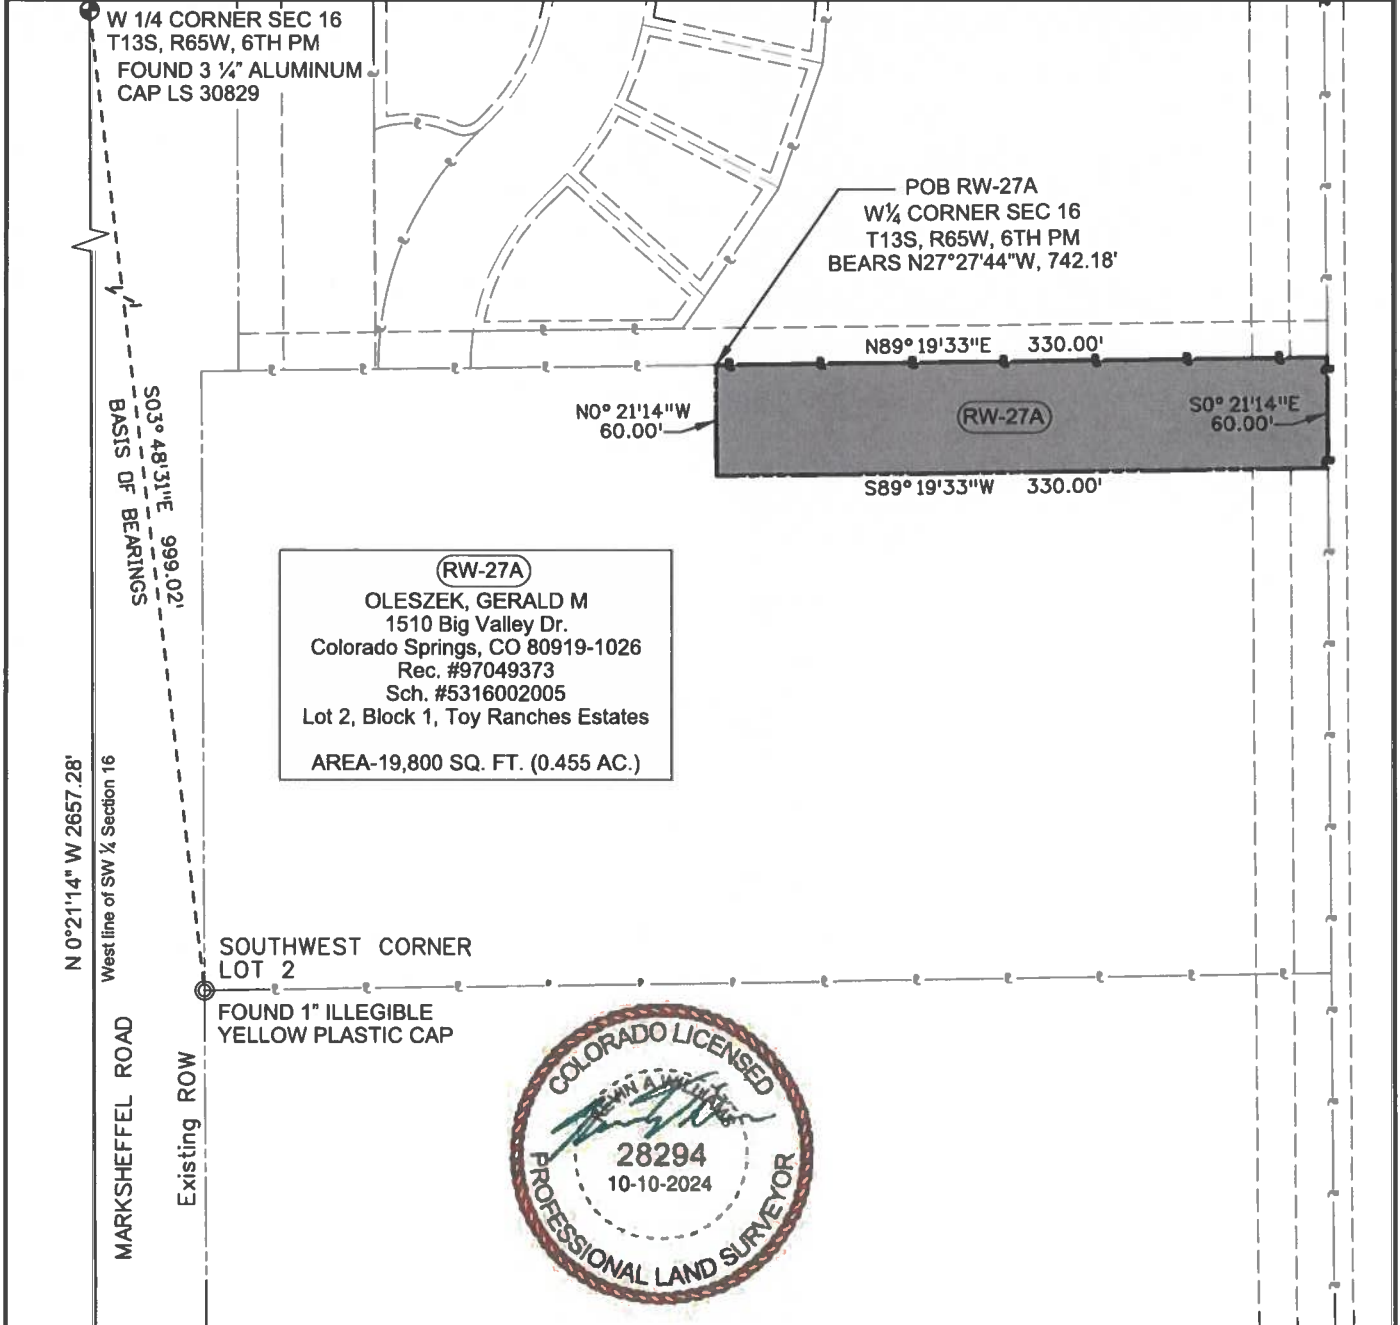 W 1/4 CORNER SEC 16
T13S, R65W, 6TH PM
FOUND 3 ¼" ALUMINUM
CAP LS 30829
POB RW-27A
W¼ CORNER SEC 16
T13S, R65W, 6TH PM
BEARS N27°27'44"W, 742.18'
N89°19'33"E 330.00'
N0° 21'14"W
60.00'
RW-27A
S0° 21'14"E
60.00'
S89°19'33"W 330.00'
S03° 48'31"E 999.02'
BASIS OF BEARINGS
RW-27A
OLESZEK, GERALD M
1510 Big Valley Dr.
Colorado Springs, CO 80919-1026
Rec. #97049373
Sch. #5316002005
Lot 2, Block 1, Toy Ranches Estates
AREA-19,800 SQ. FT. (0.455 AC.)
N 0°21'14" W 2657.28'
West line of SW ¼ Section 16
SOUTHWEST CORNER
LOT 2
FOUND 1" ILLEGIBLE
YELLOW PLASTIC CAP
MARKSHEFFEL ROAD
Existing ROW
COLORADO LICENSED
KEVIN A WILLIAMS
28294
10-10-2024
PROFESSIONAL LAND SURVEYOR